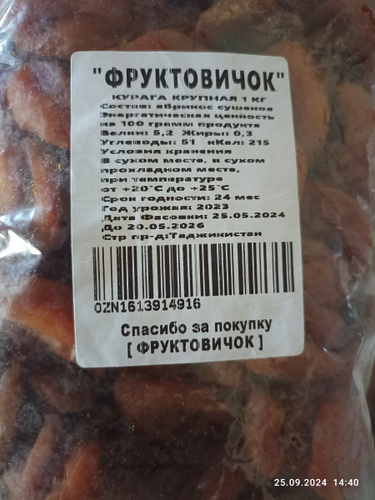 "ФРУКТОВИЧОК"
КУРАГА КРУПНАЯ 1 КГ
Состав: абрикос сушеное
Энергатическая ценность
на 100 грамм продукта
Белки: 5,2 Жиры: 0,3
Углеводы: 51 кКал: 215
Условия хранения
В сухом месте, в сухом
прохладном месте,
при температуре
от +20°С до +25°С
Срок годности: 24 мес
Год урожая: 2023
Дата Фасовки: 25.05.2024
До 20.05.2026
Стр пр-д:Таджикистан
OZN1613914916
Спасибо за покупку
[ ФРУКТОВИЧОК ]
25.09.2024 14:40